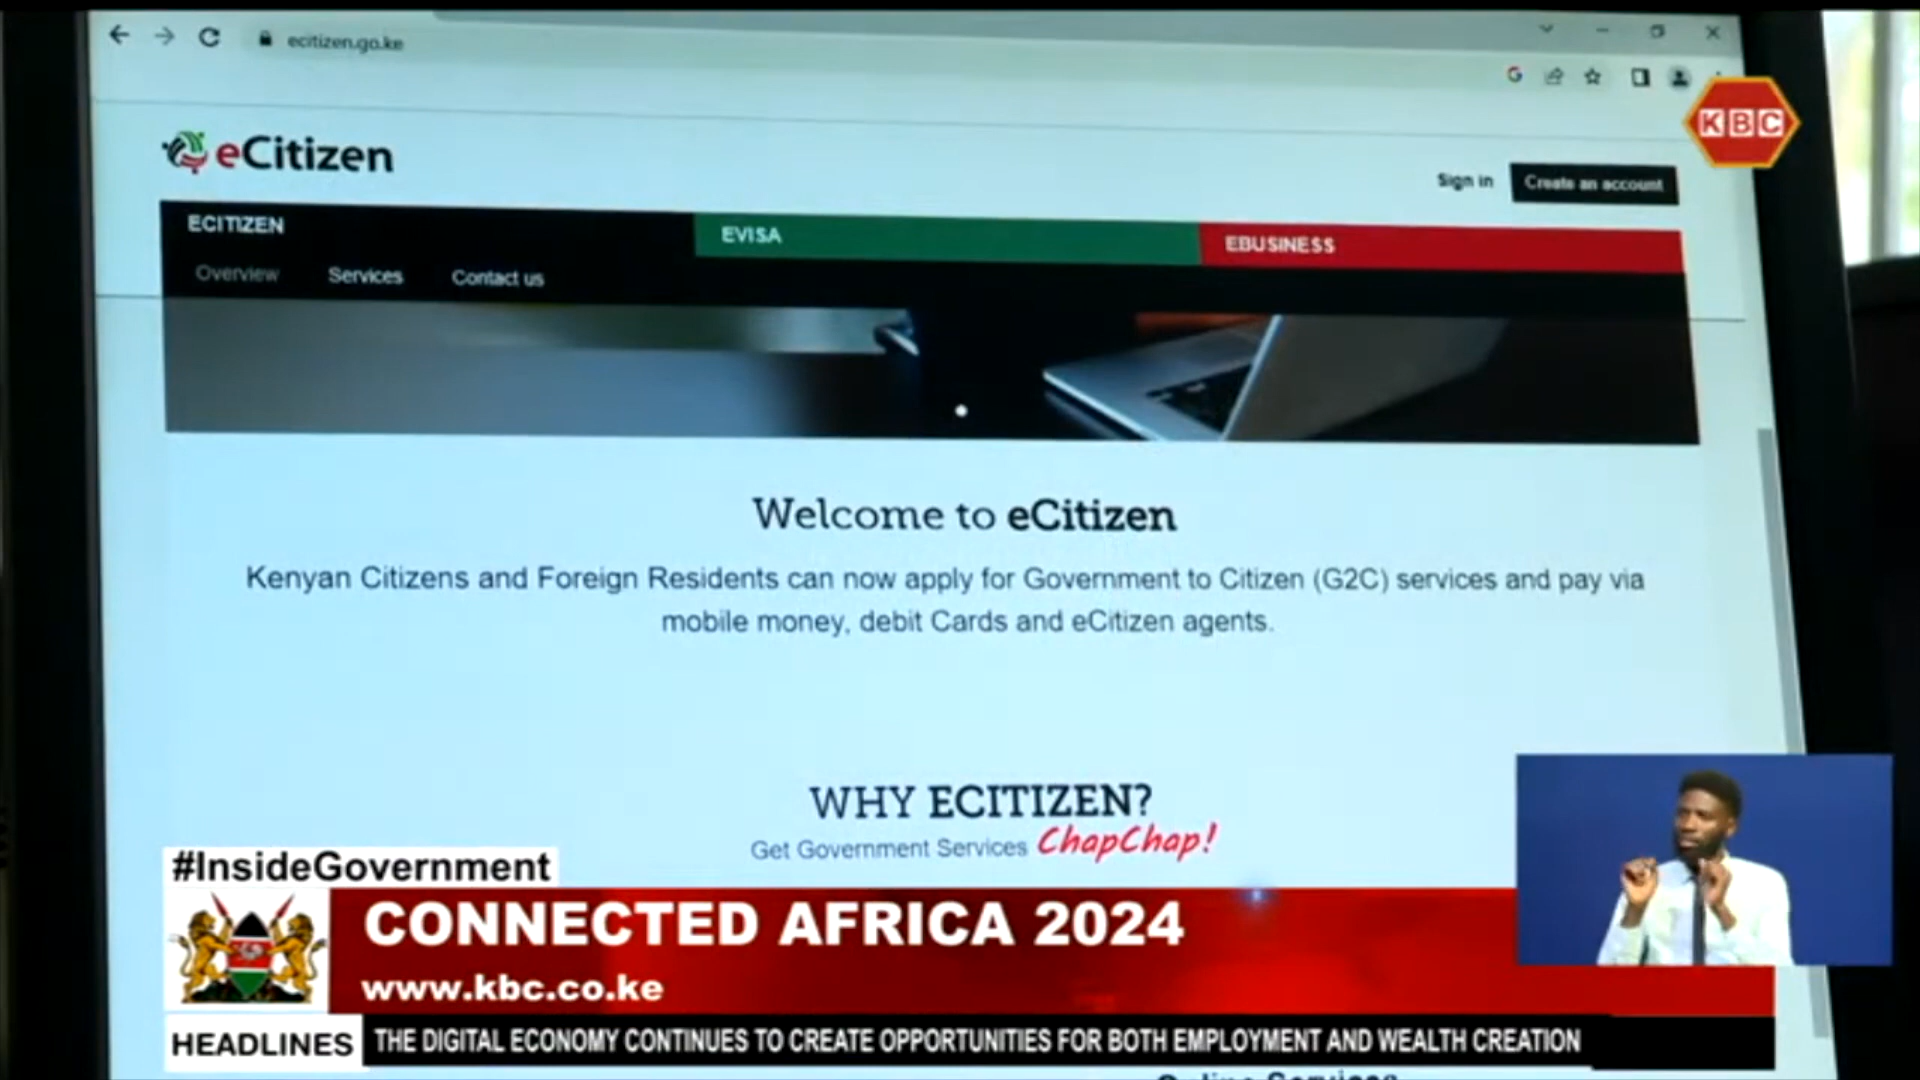 ecitizen.go.ke
KBC
eCitizen
Sign in
Create an account
ECITIZEN
EVISA
EBUSINESS
Overview
Services
Contact us
Welcome to eCitizen
Kenyan Citizens and Foreign Residents can now apply for Government to Citizen (G2C) services and pay via
mobile money, debit Cards and eCitizen agents.
WHY ECITIZEN?
Get Government Services ChapChap!
#InsideGovernment
CONNECTED AFRICA 2024
www.kbc.co.ke
HEADLINES
THE DIGITAL ECONOMY CONTINUES TO CREATE OPPORTUNITIES FOR BOTH EMPLOYMENT AND WEALTH CREATION
Online Services